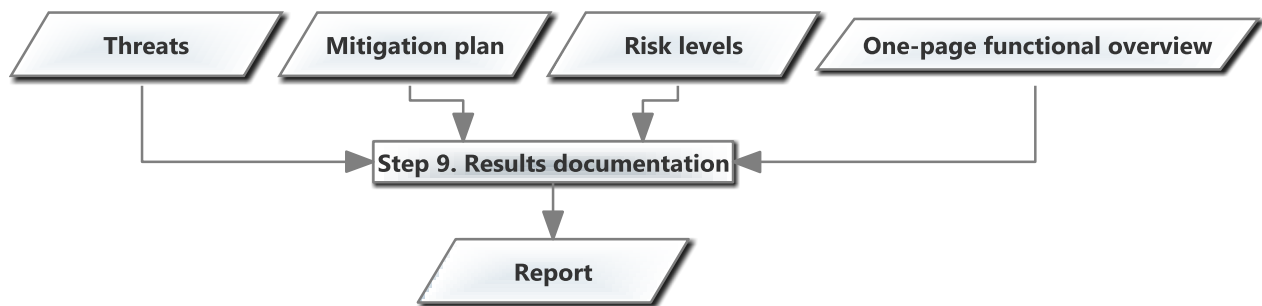 Threats
Mitigation plan
Risk levels
One-page functional overview
Step 9. Results documentation
Report